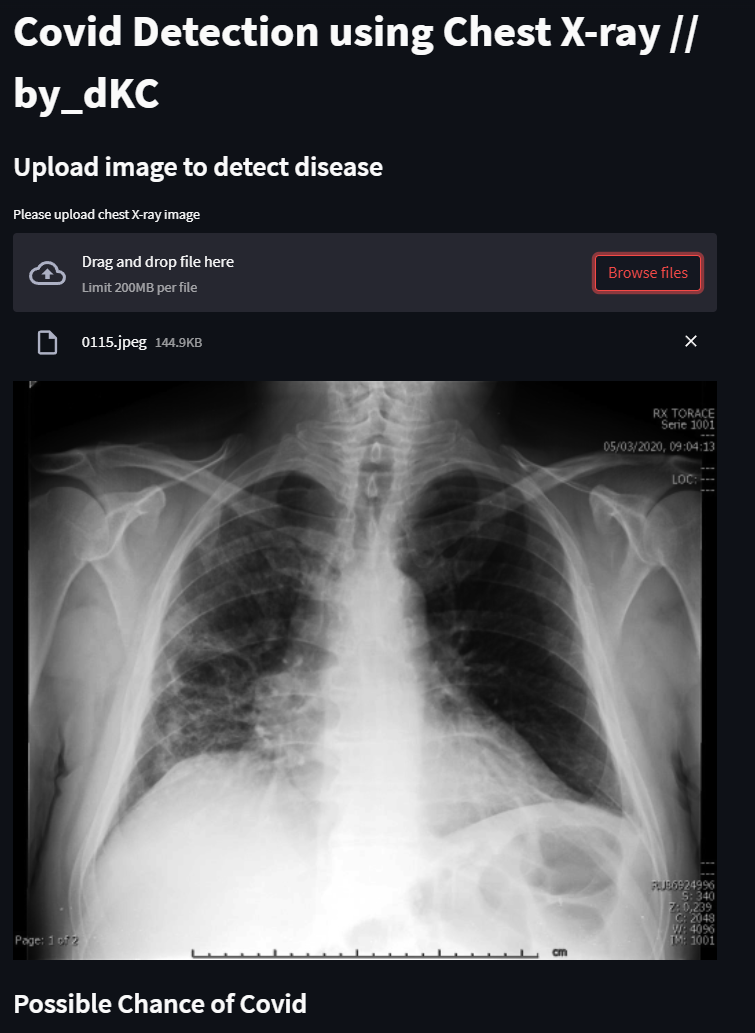 Covid Detection using Chest X-ray //
by_dKC
Upload image to detect disease
Please upload chest X-ray image
Drag and drop file here
Limit 200MB per file
Browse files
0115.jpeg 144.9KB
RX TORACE
Serie 1001
---
05/03/2020, 09:04:13
---
LOC: ---
---
---
---
RU86924996
S: 340
Z: 0,239
C: 2048
W: 4096
TM: 1001
Page: 1 of 2
cm
Possible Chance of Covid